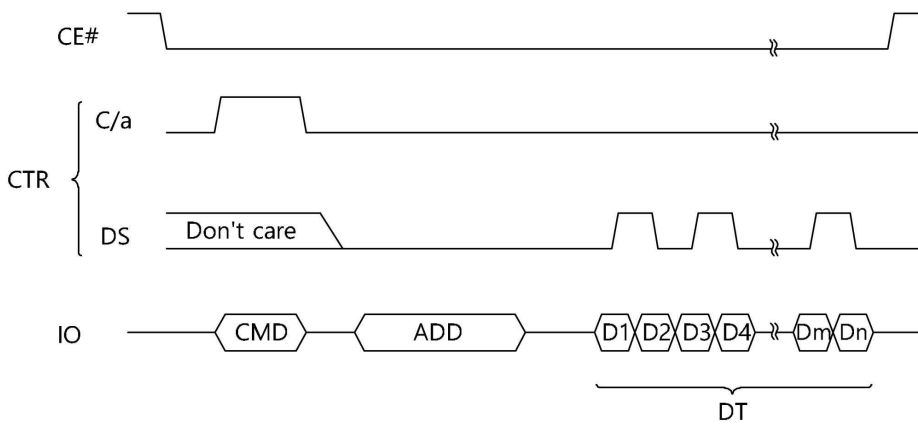 CE#
C/a
CTR
DS Don't care
IO CMD ADD D1 D2 D3 D4 Dm Dn
DT